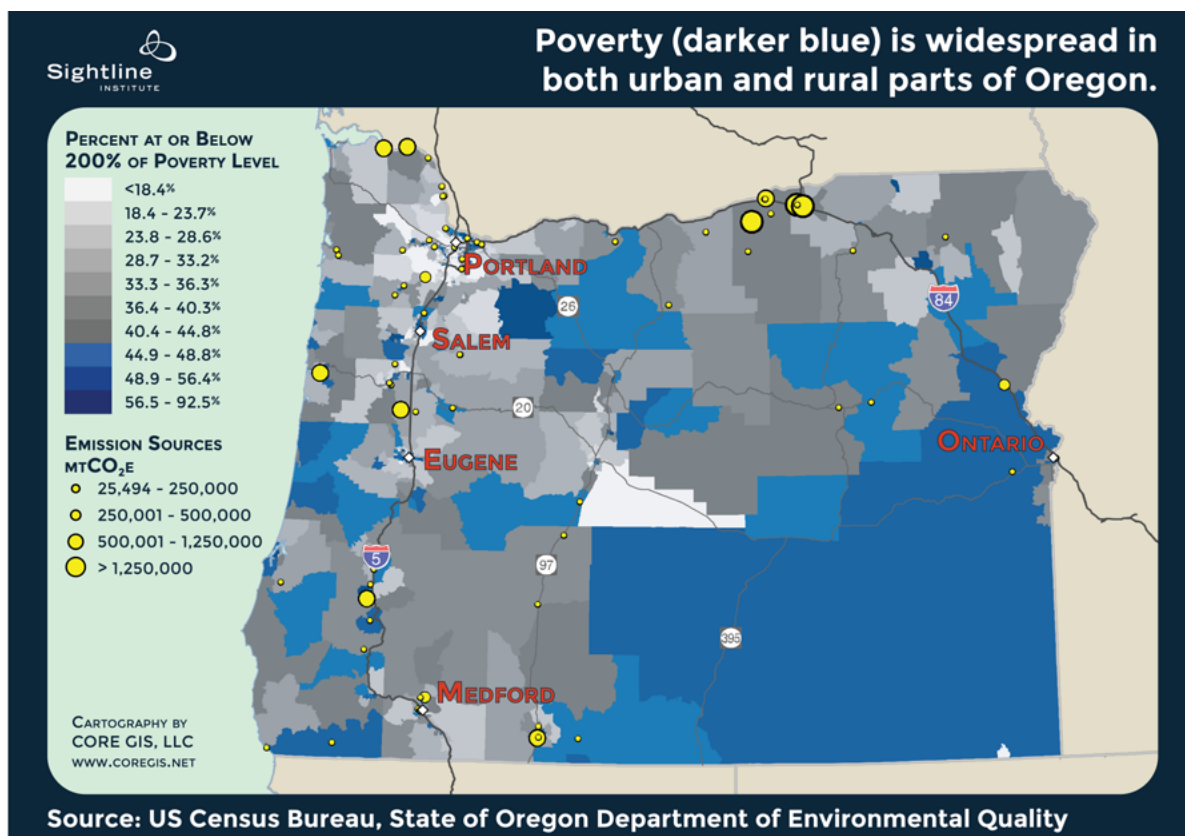 Sightline
INSTITUTE
Poverty (darker blue) is widespread in
both urban and rural parts of Oregon.
PERCENT AT OR BELOW
200% OF POVERTY LEVEL
<18.4%
18.4 - 23.7%
23.8 - 28.6%
28.7 - 33.2%
33.3 - 36.3%
36.4 - 40.3%
40.4 - 44.8%
44.9 - 48.8%
48.9 - 56.4%
56.5 - 92.5%
EMISSION SOURCES
MTCO₂E
25,494 - 250,000
250,001 - 500,000
500,001 - 1,250,000
> 1,250,000
PORTLAND
84
26
SALEM
20
ONTARIO
EUGENE
5
97
395
MEDFORD
CARTOGRAPHY BY
CORE GIS, LLC
WWW.COREGIS.NET
Source: US Census Bureau, State of Oregon Department of Environmental Quality